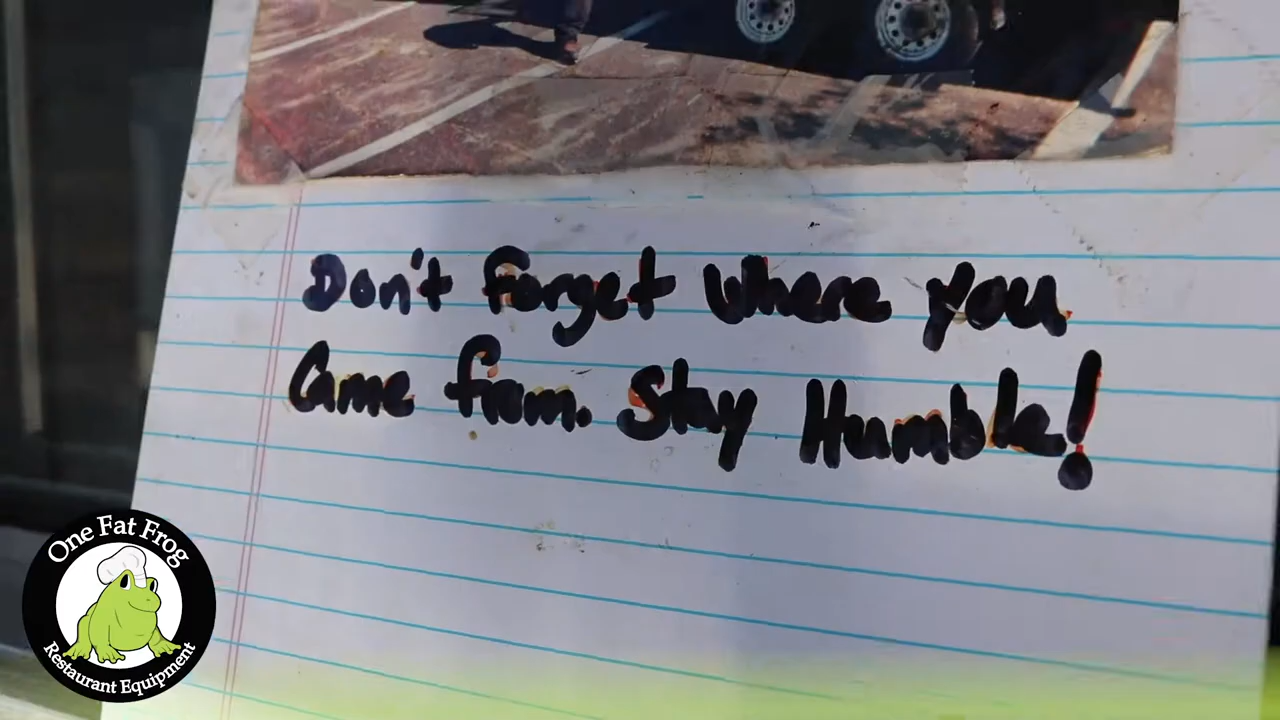 Don't forget where you
Came from. Stay Humble!
One Fat Frog
Restaurant Equipment